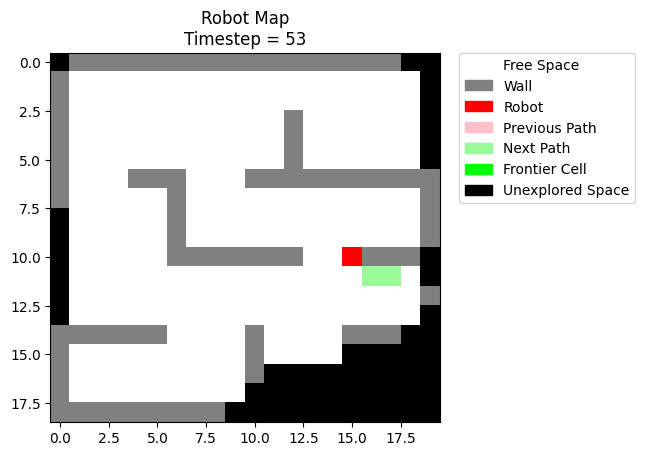 Robot Map
Timestep = 53
Free Space
Wall
Robot
Previous Path
Next Path
Frontier Cell
Unexplored Space
0.0
2.5
5.0
7.5
10.0
12.5
15.0
17.5
0.0 2.5 5.0 7.5 10.0 12.5 15.0 17.5